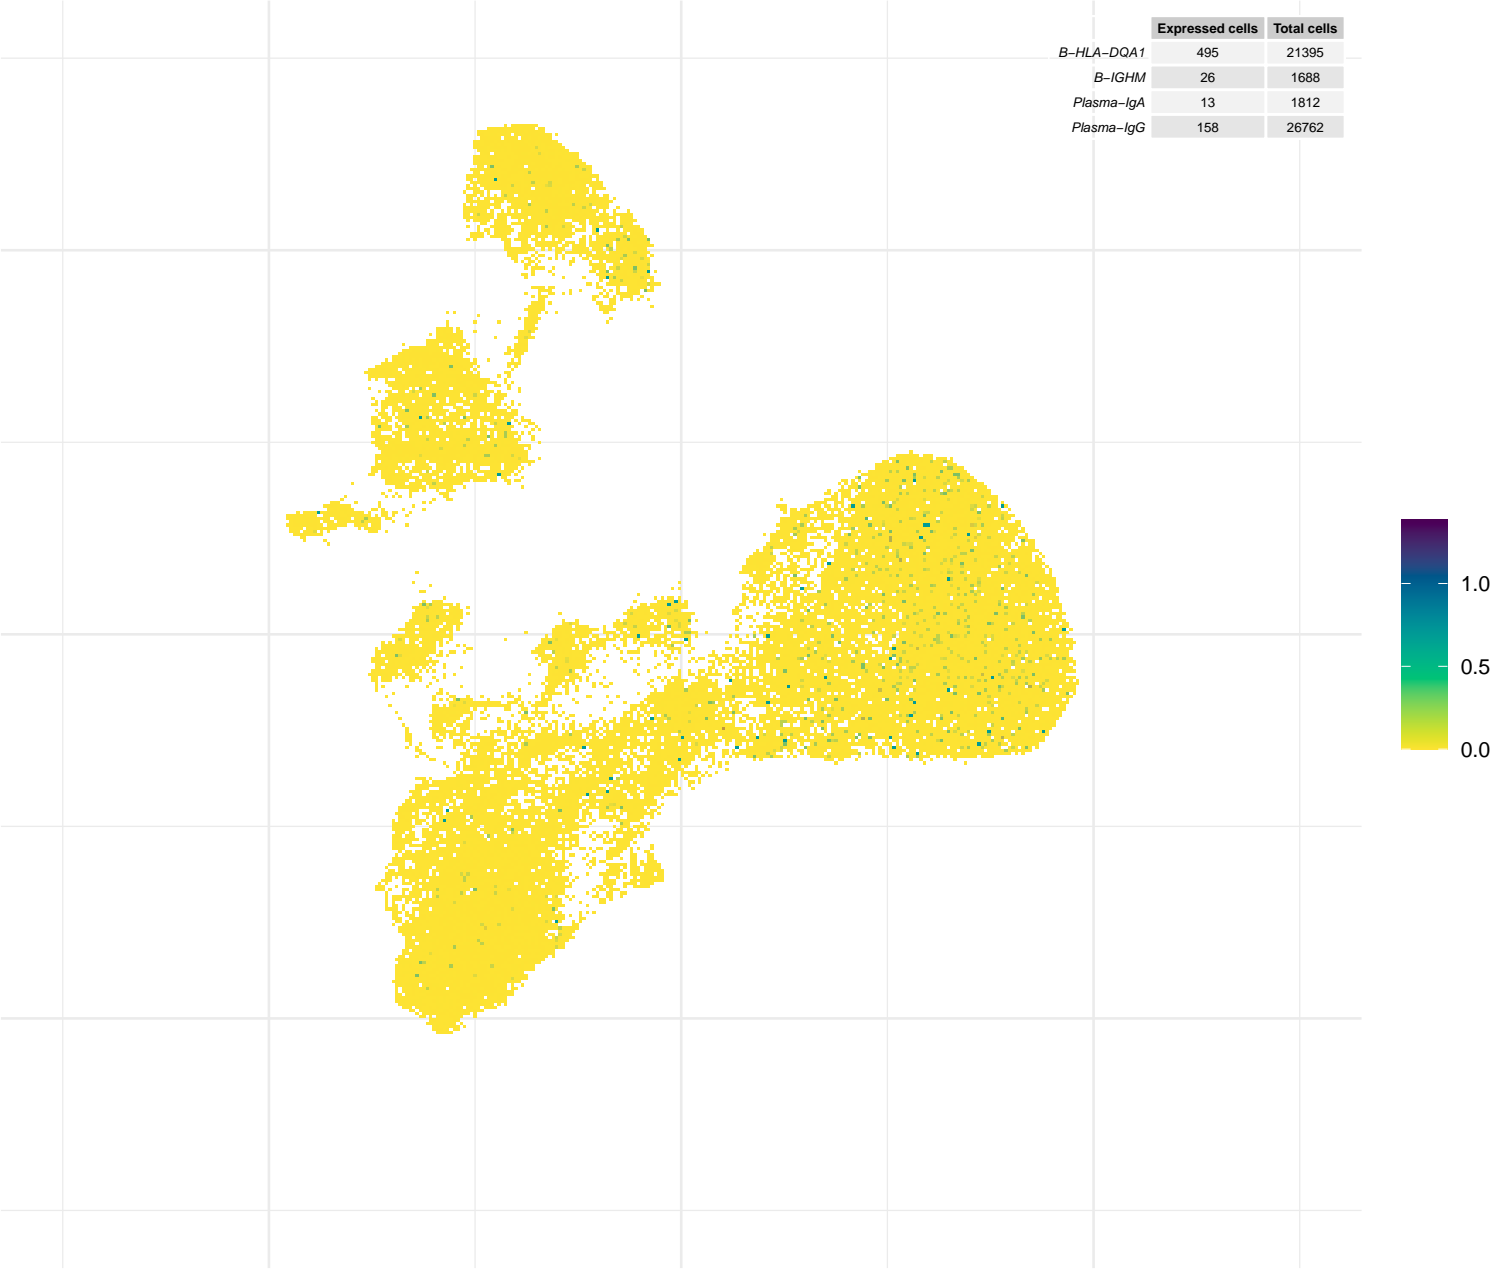 Expressed cells Total cells
B−HLA−DQA1 495 21395
B−IGHM 26 1688
Plasma−IgA 13 1812
Plasma−IgG 158 26762
1.0
0.5
0.0